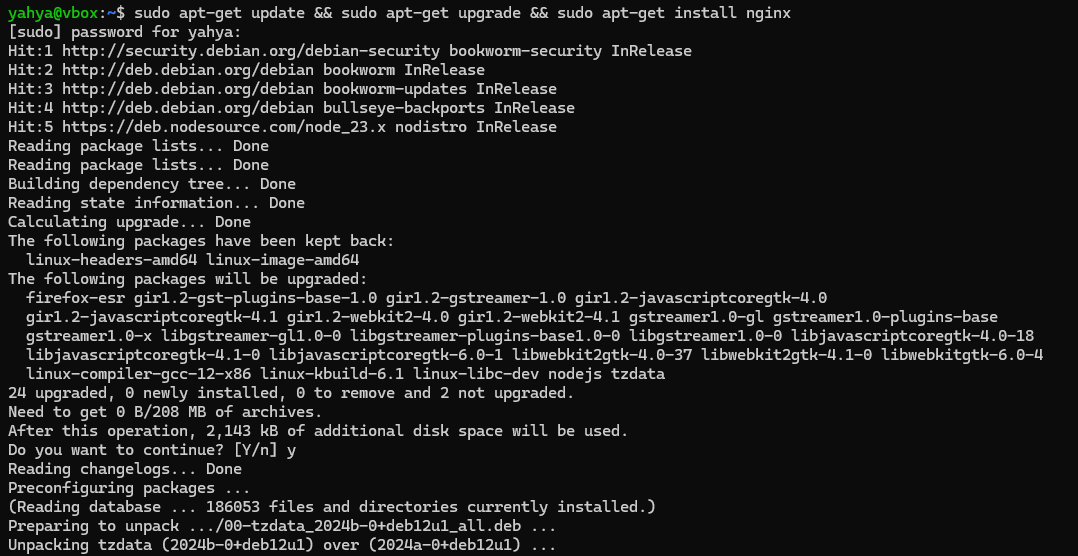 yahya@vbox:~$ sudo apt-get update && sudo apt-get upgrade && sudo apt-get install nginx
[sudo] password for yahya:
Hit:1 http://security.debian.org/debian-security bookworm-security InRelease
Hit:2 http://deb.debian.org/debian bookworm InRelease
Hit:3 http://deb.debian.org/debian bookworm-updates InRelease
Hit:4 http://deb.debian.org/debian bullseye-backports InRelease
Hit:5 https://deb.nodesource.com/node_23.x nodistro InRelease
Reading package lists... Done
Reading package lists... Done
Building dependency tree... Done
Reading state information... Done
Calculating upgrade... Done
The following packages have been kept back:
  linux-headers-amd64 linux-image-amd64
The following packages will be upgraded:
  firefox-esr gir1.2-gst-plugins-base-1.0 gir1.2-gstreamer-1.0 gir1.2-javascriptcoregtk-4.0
  gir1.2-javascriptcoregtk-4.1 gir1.2-webkit2-4.0 gir1.2-webkit2-4.1 gstreamer1.0-gl gstreamer1.0-plugins-base
  gstreamer1.0-x libgstreamer-gl1.0-0 libgstreamer-plugins-base1.0-0 libgstreamer1.0-0 libjavascriptcoregtk-4.0-18
  libjavascriptcoregtk-4.1-0 libjavascriptcoregtk-6.0-1 libwebkit2gtk-4.0-37 libwebkit2gtk-4.1-0 libwebkitgtk-6.0-4
  linux-compiler-gcc-12-x86 linux-kbuild-6.1 linux-libc-dev nodejs tzdata
24 upgraded, 0 newly installed, 0 to remove and 2 not upgraded.
Need to get 0 B/208 MB of archives.
After this operation, 2,143 kB of additional disk space will be used.
Do you want to continue? [Y/n] y
Reading changelogs... Done
Preconfiguring packages ...
(Reading database ... 186053 files and directories currently installed.)
Preparing to unpack .../00-tzdata_2024b-0+deb12u1_all.deb ...
Unpacking tzdata (2024b-0+deb12u1) over (2024a-0+deb12u1) ...